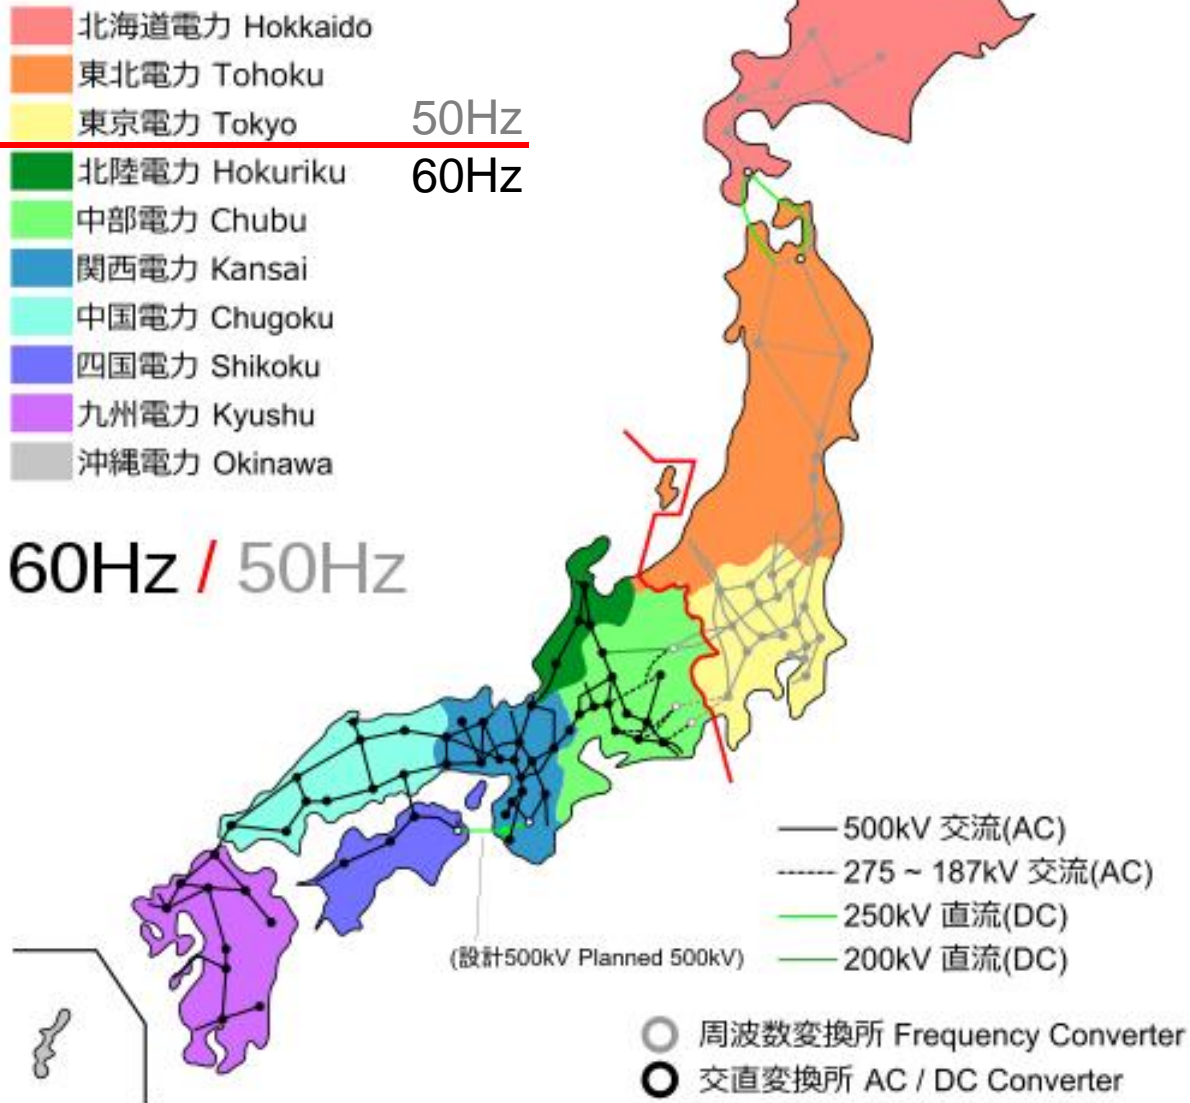 北海道電力 Hokkaido
東北電力 Tohoku
東京電力 Tokyo
50Hz
北陸電力 Hokuriku
60Hz
中部電力 Chubu
関西電力 Kansai
中国電力 Chugoku
四国電力 Shikoku
九州電力 Kyushu
沖縄電力 Okinawa
60Hz / 50Hz
500kV 交流(AC)
275 ~ 187kV 交流(AC)
250kV 直流(DC)
200kV 直流(DC)
(設計500kV Planned 500kV)
周波数変換所 Frequency Converter
交直変換所 AC / DC Converter